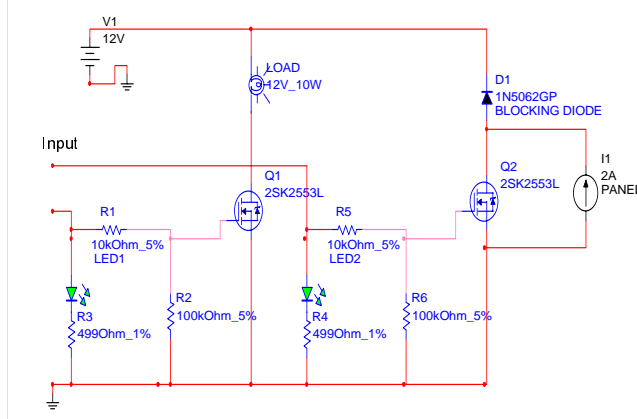 V1
12V
LOAD
12V_10W
D1
1N5062GP
BLOCKING DIODE
Input
I1
2A
PANEL
Q1
2SK2553L
Q2
2SK2553L
R1
10kOhm_5%
LED1
R5
10kOhm_5%
LED2
R2
100kOhm_5%
R6
100kOhm_5%
R3
499Ohm_1%
R4
499Ohm_1%